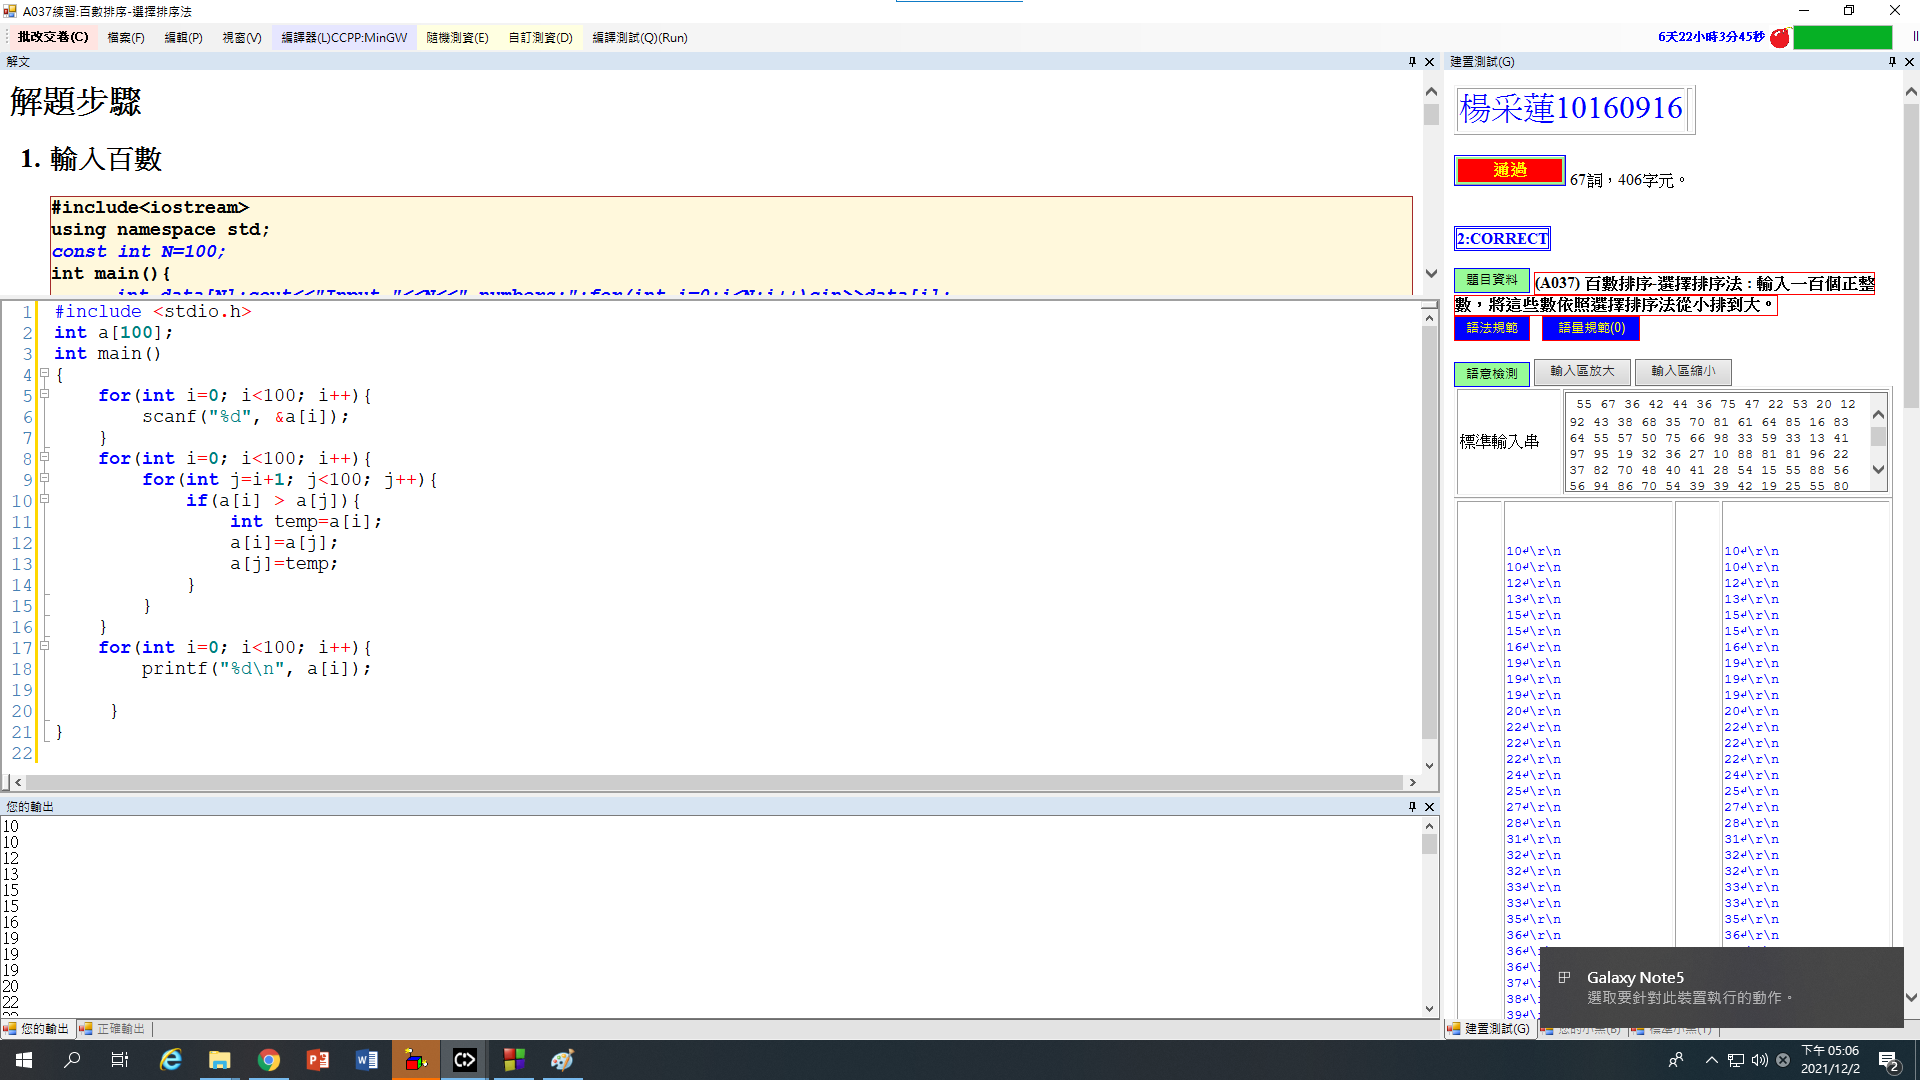 A037練習:百數排序-選擇排序法
批改交卷(C) 檔案(F) 編輯(P) 視窗(V) 編譯器(L)CCPP:MinGW 隨機測資(E) 自訂測資(D) 編譯測試(Q)(Run) 6天22小時3分45秒
解文
解題步驟
1. 輸入百數
#include<iostream>
using namespace std;
const int N=100;
int main(){
int data[N];cout<<"Input "<<N<<" numbers:";for(int i=0;i<N;i++)cin>>data[i];
1 #include <stdio.h>
2 int a[100];
3 int main()
4 {
5 for(int i=0; i<100; i++){
6 scanf("%d", &a[i]);
7 }
8 for(int i=0; i<100; i++){
9 for(int j=i+1; j<100; j++){
10 if(a[i] > a[j]){
11 int temp=a[i];
12 a[i]=a[j];
13 a[j]=temp;
14 }
15 }
16 }
17 for(int i=0; i<100; i++){
18 printf("%d\n", a[i]);
19
20 }
21 }
22
您的輸出
10
10
12
13
15
15
16
19
19
19
20
22
您的輸出 正確輸出
建置測試(G)
楊采蓮10160916
通過 67詞，406字元。
2:CORRECT
題目資料 (A037) 百數排序-選擇排序法 : 輸入一百個正整
數，將這些數依照選擇排序法從小排到大。
語法規範 語量規範(0)
語意檢測 輸入區放大 輸入區縮小
標準輸入串
55 67 36 42 44 36 75 47 22 53 20 12
92 43 38 68 35 70 81 61 64 85 16 83
64 55 57 50 75 66 98 33 59 33 13 41
97 95 19 32 36 27 10 88 81 81 96 22
37 82 70 48 40 41 28 54 15 55 88 56
56 94 86 70 54 39 39 42 19 25 55 80
10↲\r\n 10↲\r\n
10↲\r\n 10↲\r\n
12↲\r\n 12↲\r\n
13↲\r\n 13↲\r\n
15↲\r\n 15↲\r\n
15↲\r\n 15↲\r\n
16↲\r\n 16↲\r\n
19↲\r\n 19↲\r\n
19↲\r\n 19↲\r\n
19↲\r\n 19↲\r\n
20↲\r\n 20↲\r\n
22↲\r\n 22↲\r\n
22↲\r\n 22↲\r\n
22↲\r\n 22↲\r\n
24↲\r\n 24↲\r\n
25↲\r\n 25↲\r\n
27↲\r\n 27↲\r\n
28↲\r\n 28↲\r\n
31↲\r\n 31↲\r\n
32↲\r\n 32↲\r\n
32↲\r\n 32↲\r\n
33↲\r\n 33↲\r\n
33↲\r\n 33↲\r\n
35↲\r\n 35↲\r\n
36↲\r\n 36↲\r\n
36↲\
36↲\
37↲\
38↲\
39↲\
Galaxy Note5
選取要針對此裝置執行的動作。
建置測試(G)
下午 05:06
2021/12/2
2